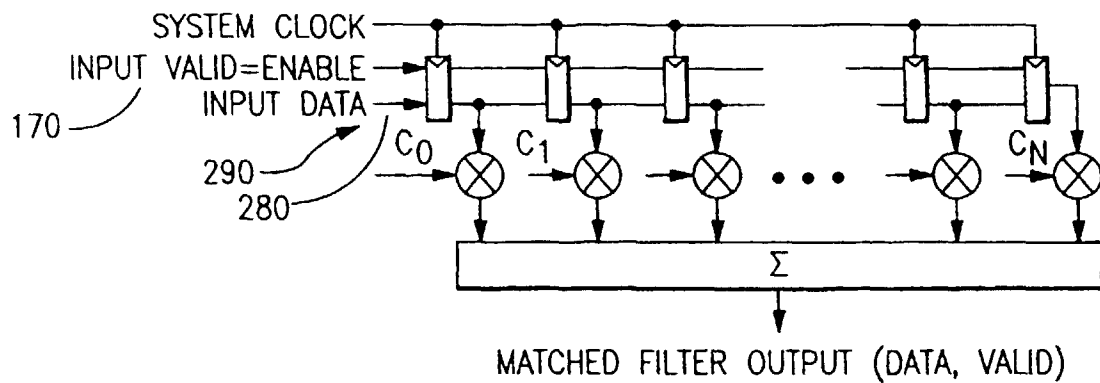 SYSTEM CLOCK
INPUT VALID=ENABLE
INPUT DATA
170
290
280
C0
C1
CN
Σ
MATCHED FILTER OUTPUT (DATA, VALID)